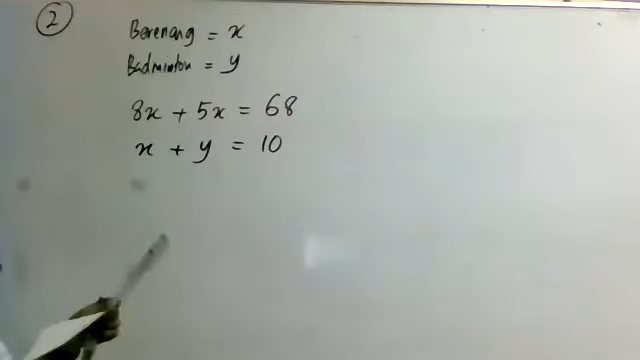 2
Berenang = x
Badminton = y
8x + 5x = 68
x + y = 10